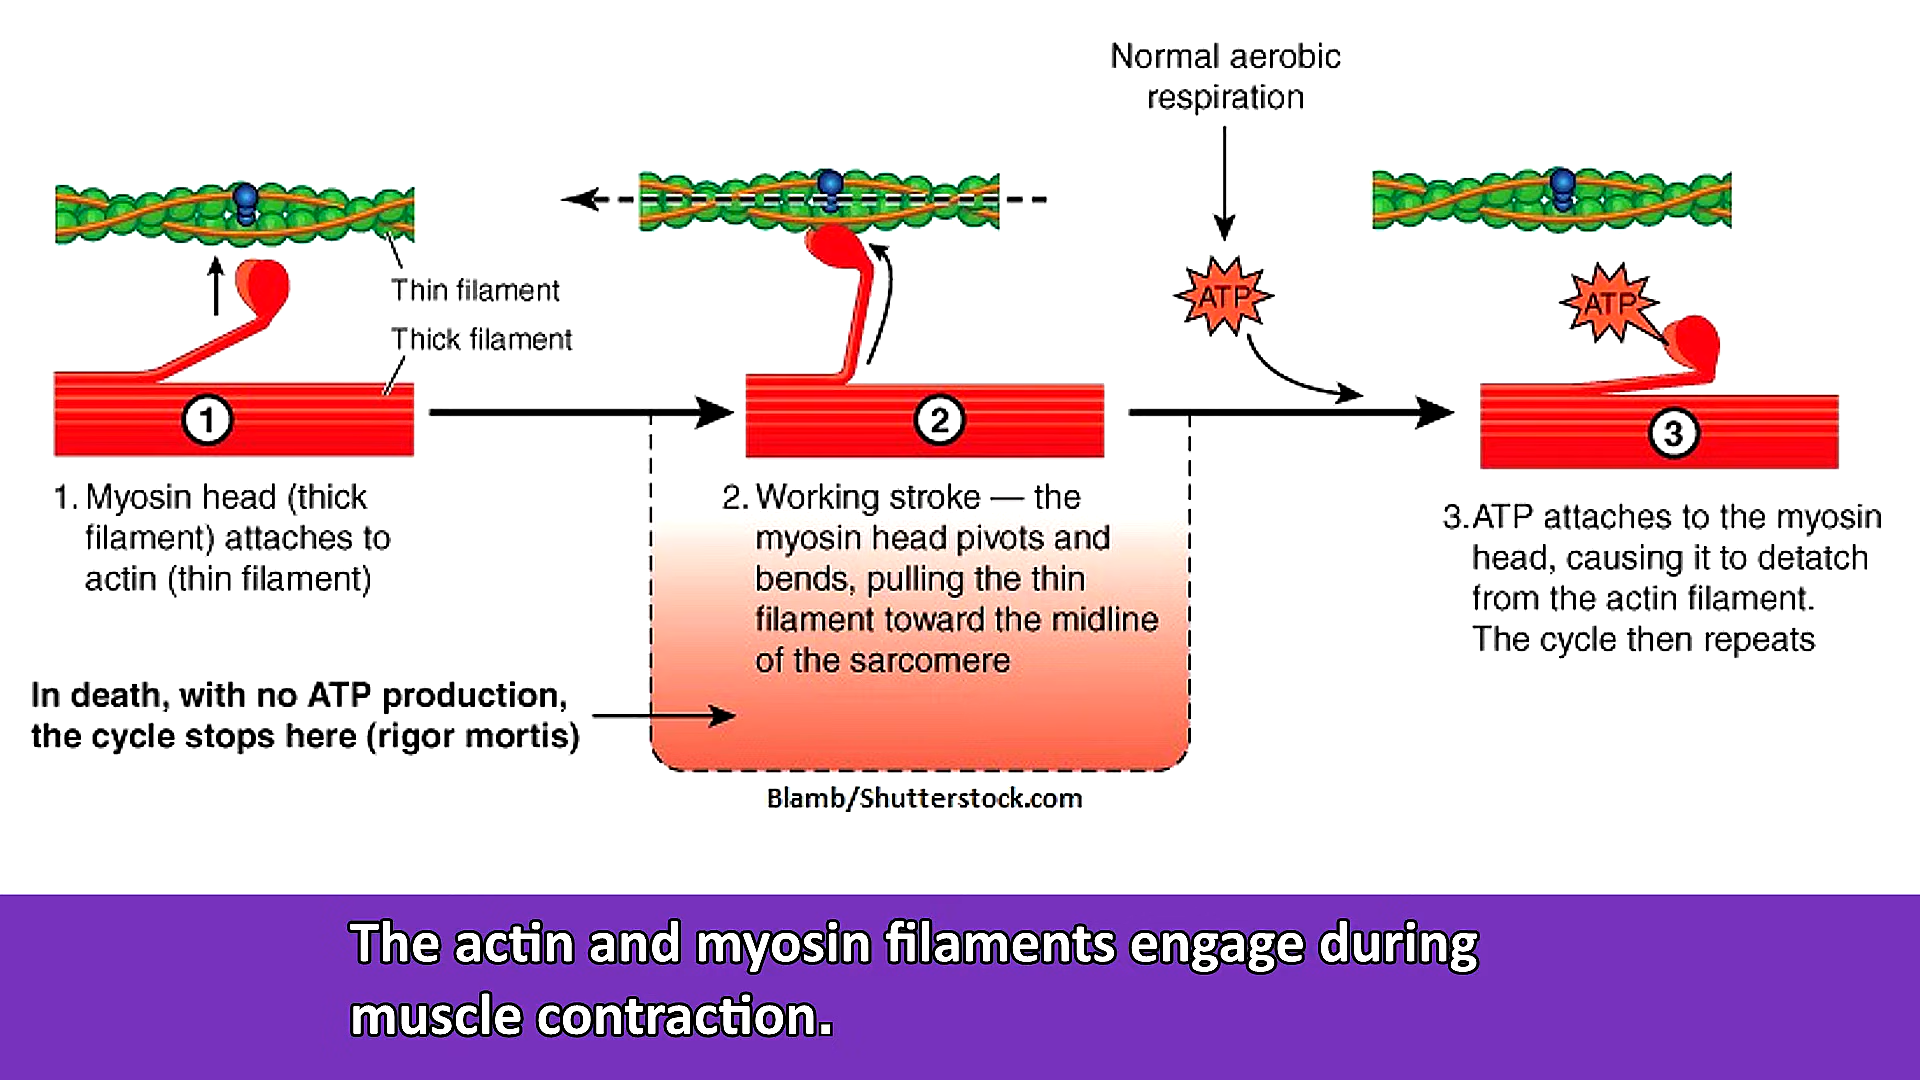 Normal aerobic
respiration
Thin filament
Thick filament
ATP
ATP
1
2
3
1. Myosin head (thick
filament) attaches to
actin (thin filament)
2. Working stroke — the
myosin head pivots and
bends, pulling the thin
filament toward the midline
of the sarcomere
3.ATP attaches to the myosin
head, causing it to detatch
from the actin filament.
The cycle then repeats
In death, with no ATP production,
the cycle stops here (rigor mortis)
Blamb/Shutterstock.com
The actin and myosin filaments engage during
muscle contraction.